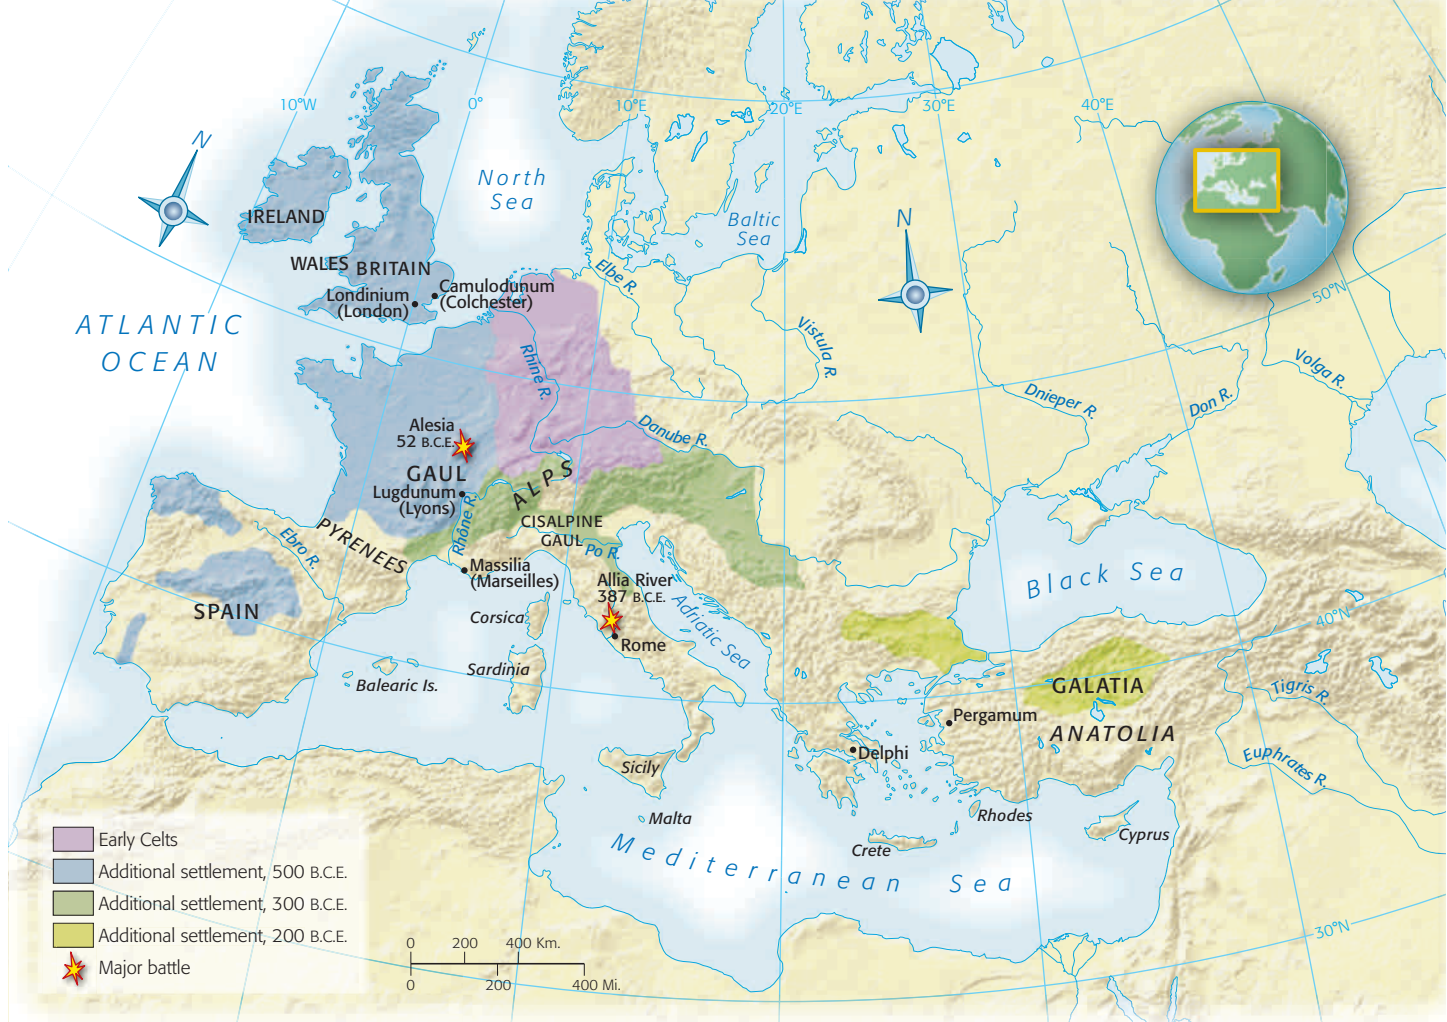 10°W
0°
10°E
20°E
30°E
40°E
N
North
Sea
IRELAND
Baltic
Sea
N
WALES
BRITAIN
Elbe R.
Camulodunum
(Colchester)
Londinium
(London)
50°N
ATLANTIC
OCEAN
Rhine R.
Vistula R.
Volga R.
Dnieper R.
Don R.
Alesia
52 B.C.E.
Danube R.
GAUL
ALPS
Lugdunum
(Lyons)
Rhône R.
CISALPINE
GAUL
PYRENEES
Ebro R.
Po R.
Massilia
(Marseilles)
Allia River
387 B.C.E.
Black Sea
SPAIN
Corsica
Adriatic Sea
40°N
Rome
Sardinia
Balearic Is.
GALATIA
Tigris R.
Pergamum
ANATOLIA
Delphi
Euphrates R.
Sicily
Malta
Rhodes
Cyprus
Crete
Mediterranean Sea
30°N
Early Celts
Additional settlement, 500 B.C.E.
Additional settlement, 300 B.C.E.
Additional settlement, 200 B.C.E.
Major battle
0 200 400 Km.
0 200 400 Mi.